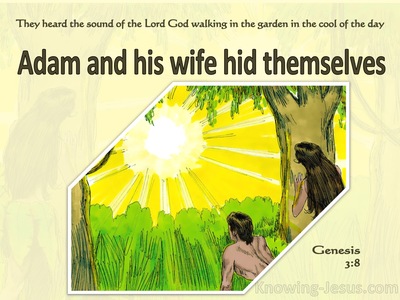 They heard the sound of the Lord God walking in the garden in the cool of the day
Adam and his wife hid themselves
Genesis
3:8
Knowing-Jesus.com